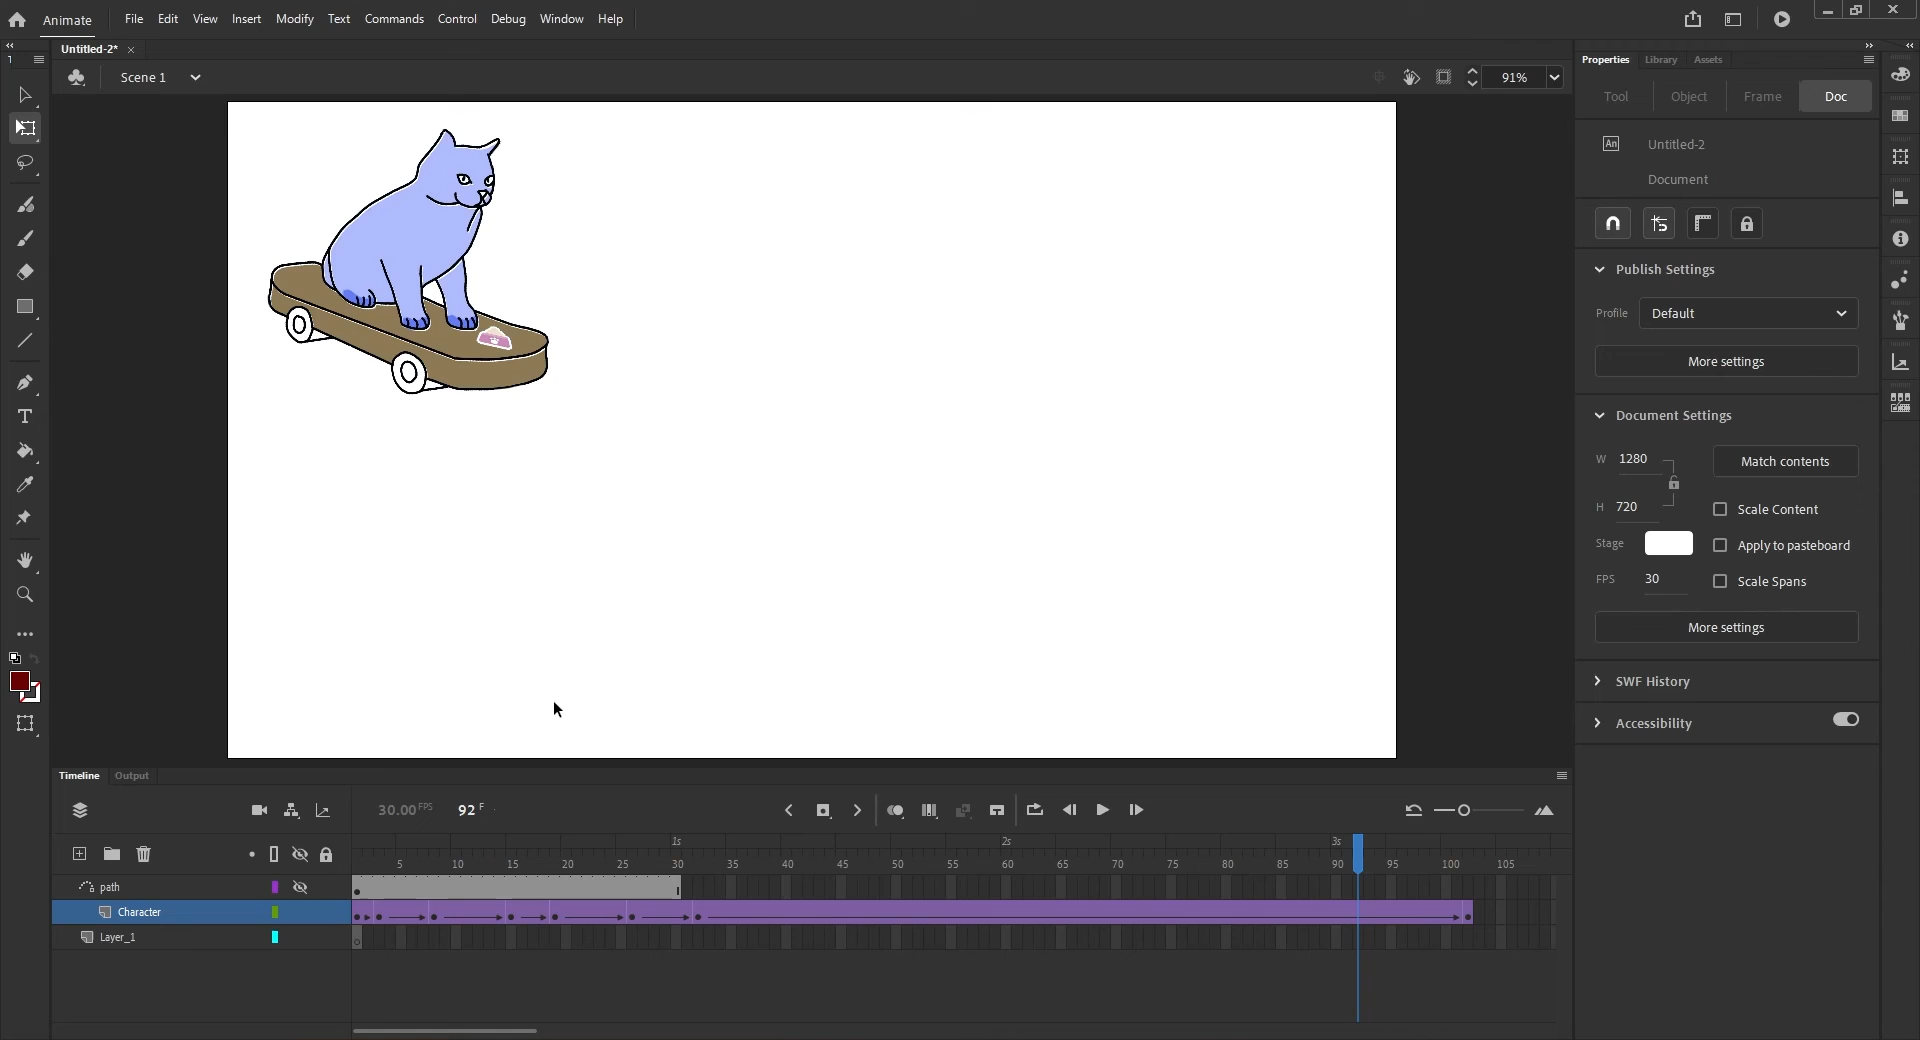 Animate File Edit View Insert Modify Text Commands Control Debug Window Help
Untitled-2*
Scene 1
91%
Properties Library Assets
Tool Object Frame Doc
An Untitled-2
Document
Publish Settings
Profile Default
More settings
Document Settings
W 1280 Match contents
H 720 Scale Content
Stage Apply to pasteboard
FPS 30 Scale Spans
More settings
SWF History
Accessibility
Timeline Output
30.00 FPS 92 F
1s 2s 3s
5 10 15 20 25 30 35 40 45 50 55 60 65 70 75 80 85 90 95 100 105
path
Character
Layer_1